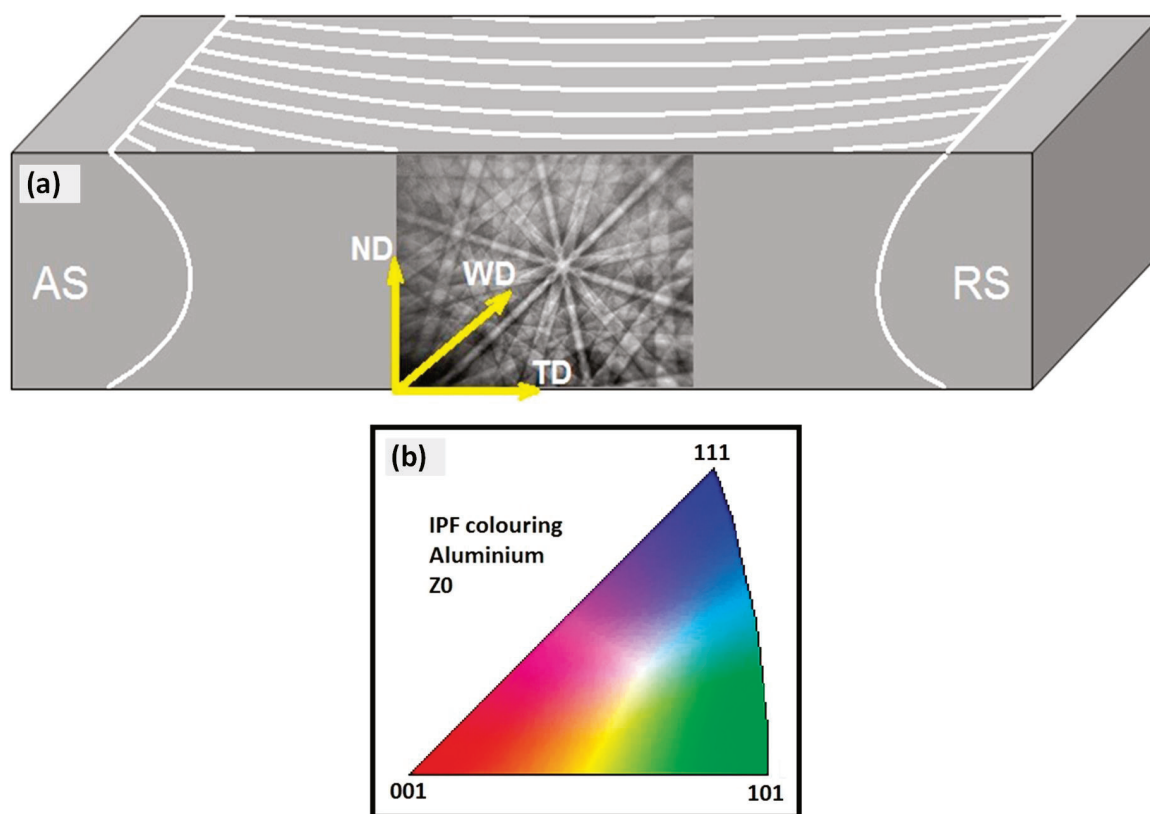 (a)
ND
WD
AS
RS
TD
(b)
111
IPF colouring
Aluminium
Z0
001
101